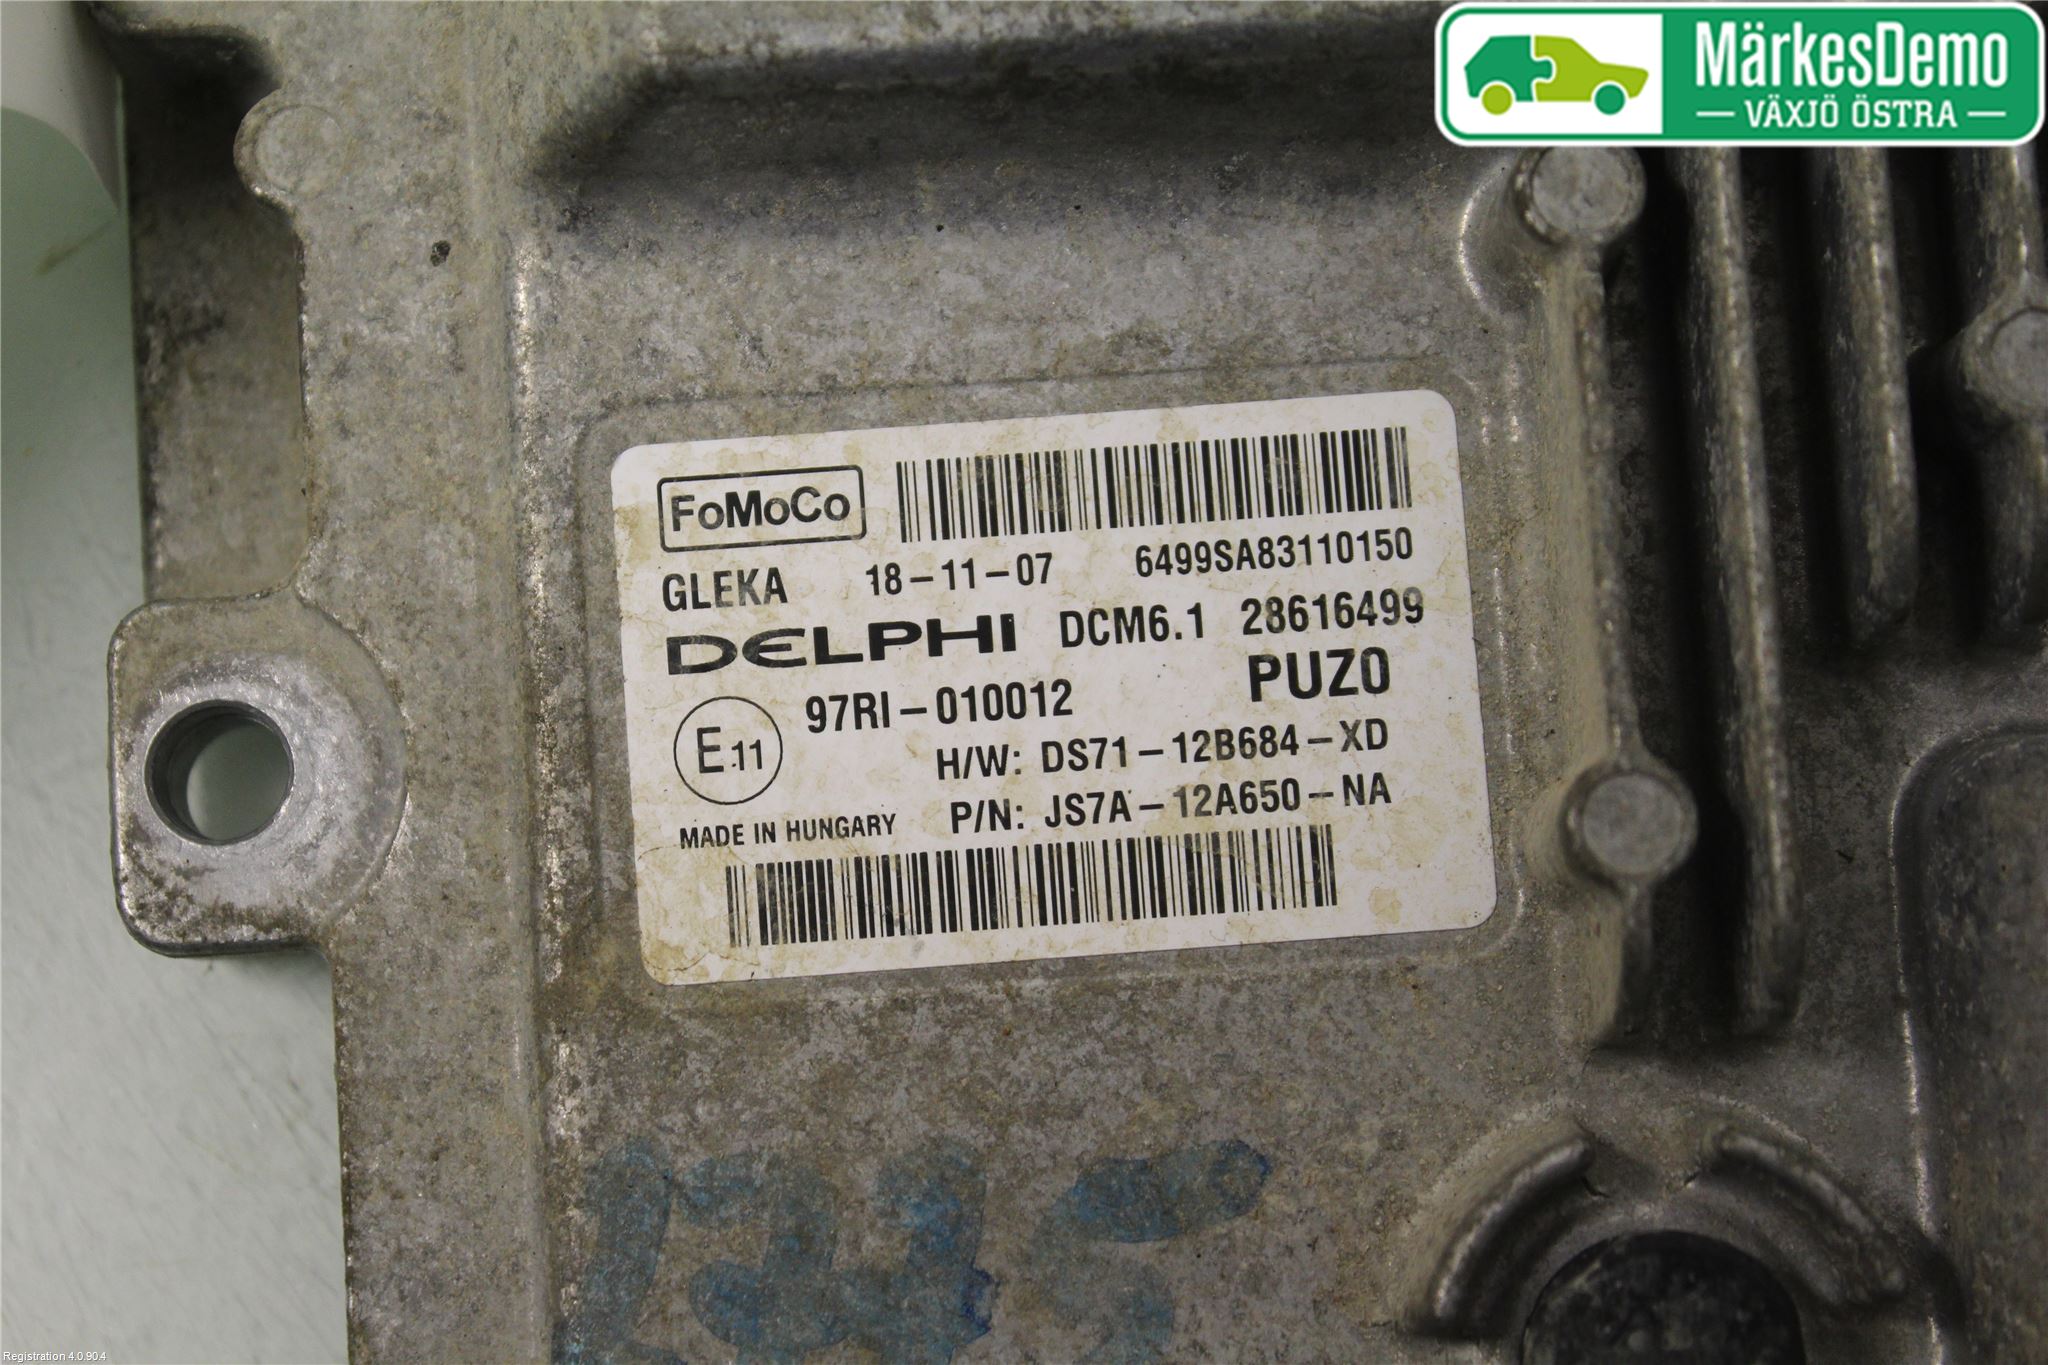 MärkesDemo
VÄXJÖ ÖSTRA
FoMoCo
GLEKA 18-11-07 6499SA83110150
DELPHI DCM6.1 28616499
PUZ0
E11 97RI-010012
H/W: DS71-12B684-XD
MADE IN HUNGARY P/N: JS7A-12A650-NA
Registration 4.0.90.4